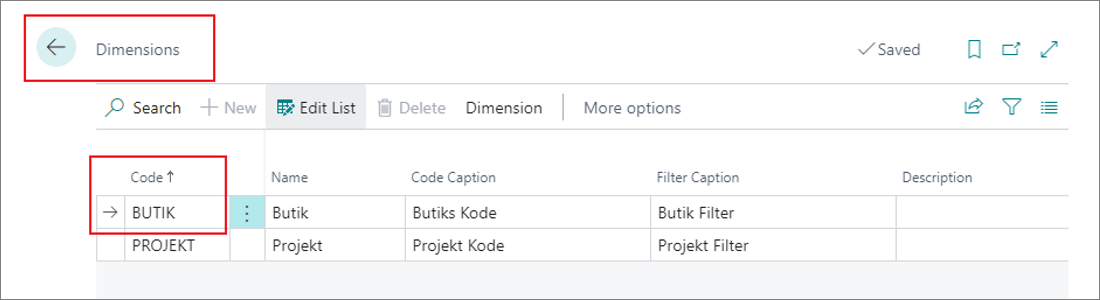 Dimensions Saved
Search New Edit List Delete Dimension More options
Code↑ Name Code Caption Filter Caption Description
BUTIK Butik Butiks Kode Butik Filter
PROJEKT Projekt Projekt Kode Projekt Filter